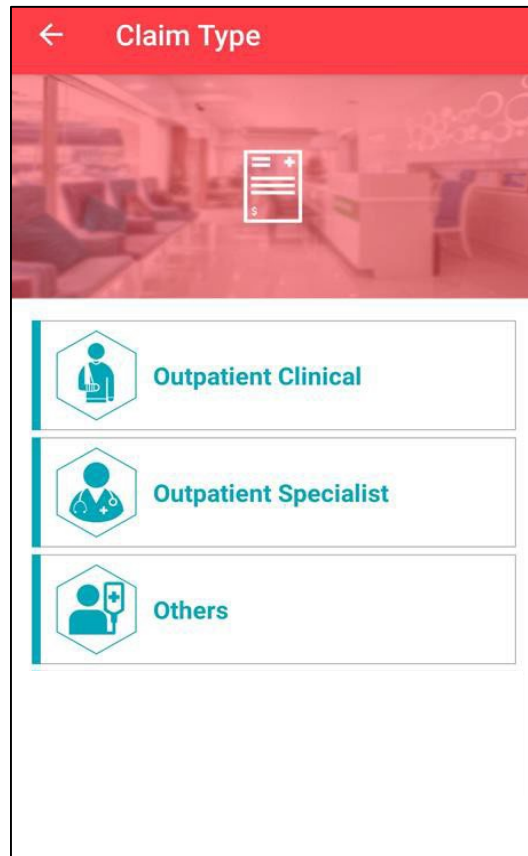 Claim Type
$
Outpatient Clinical
Outpatient Specialist
Others